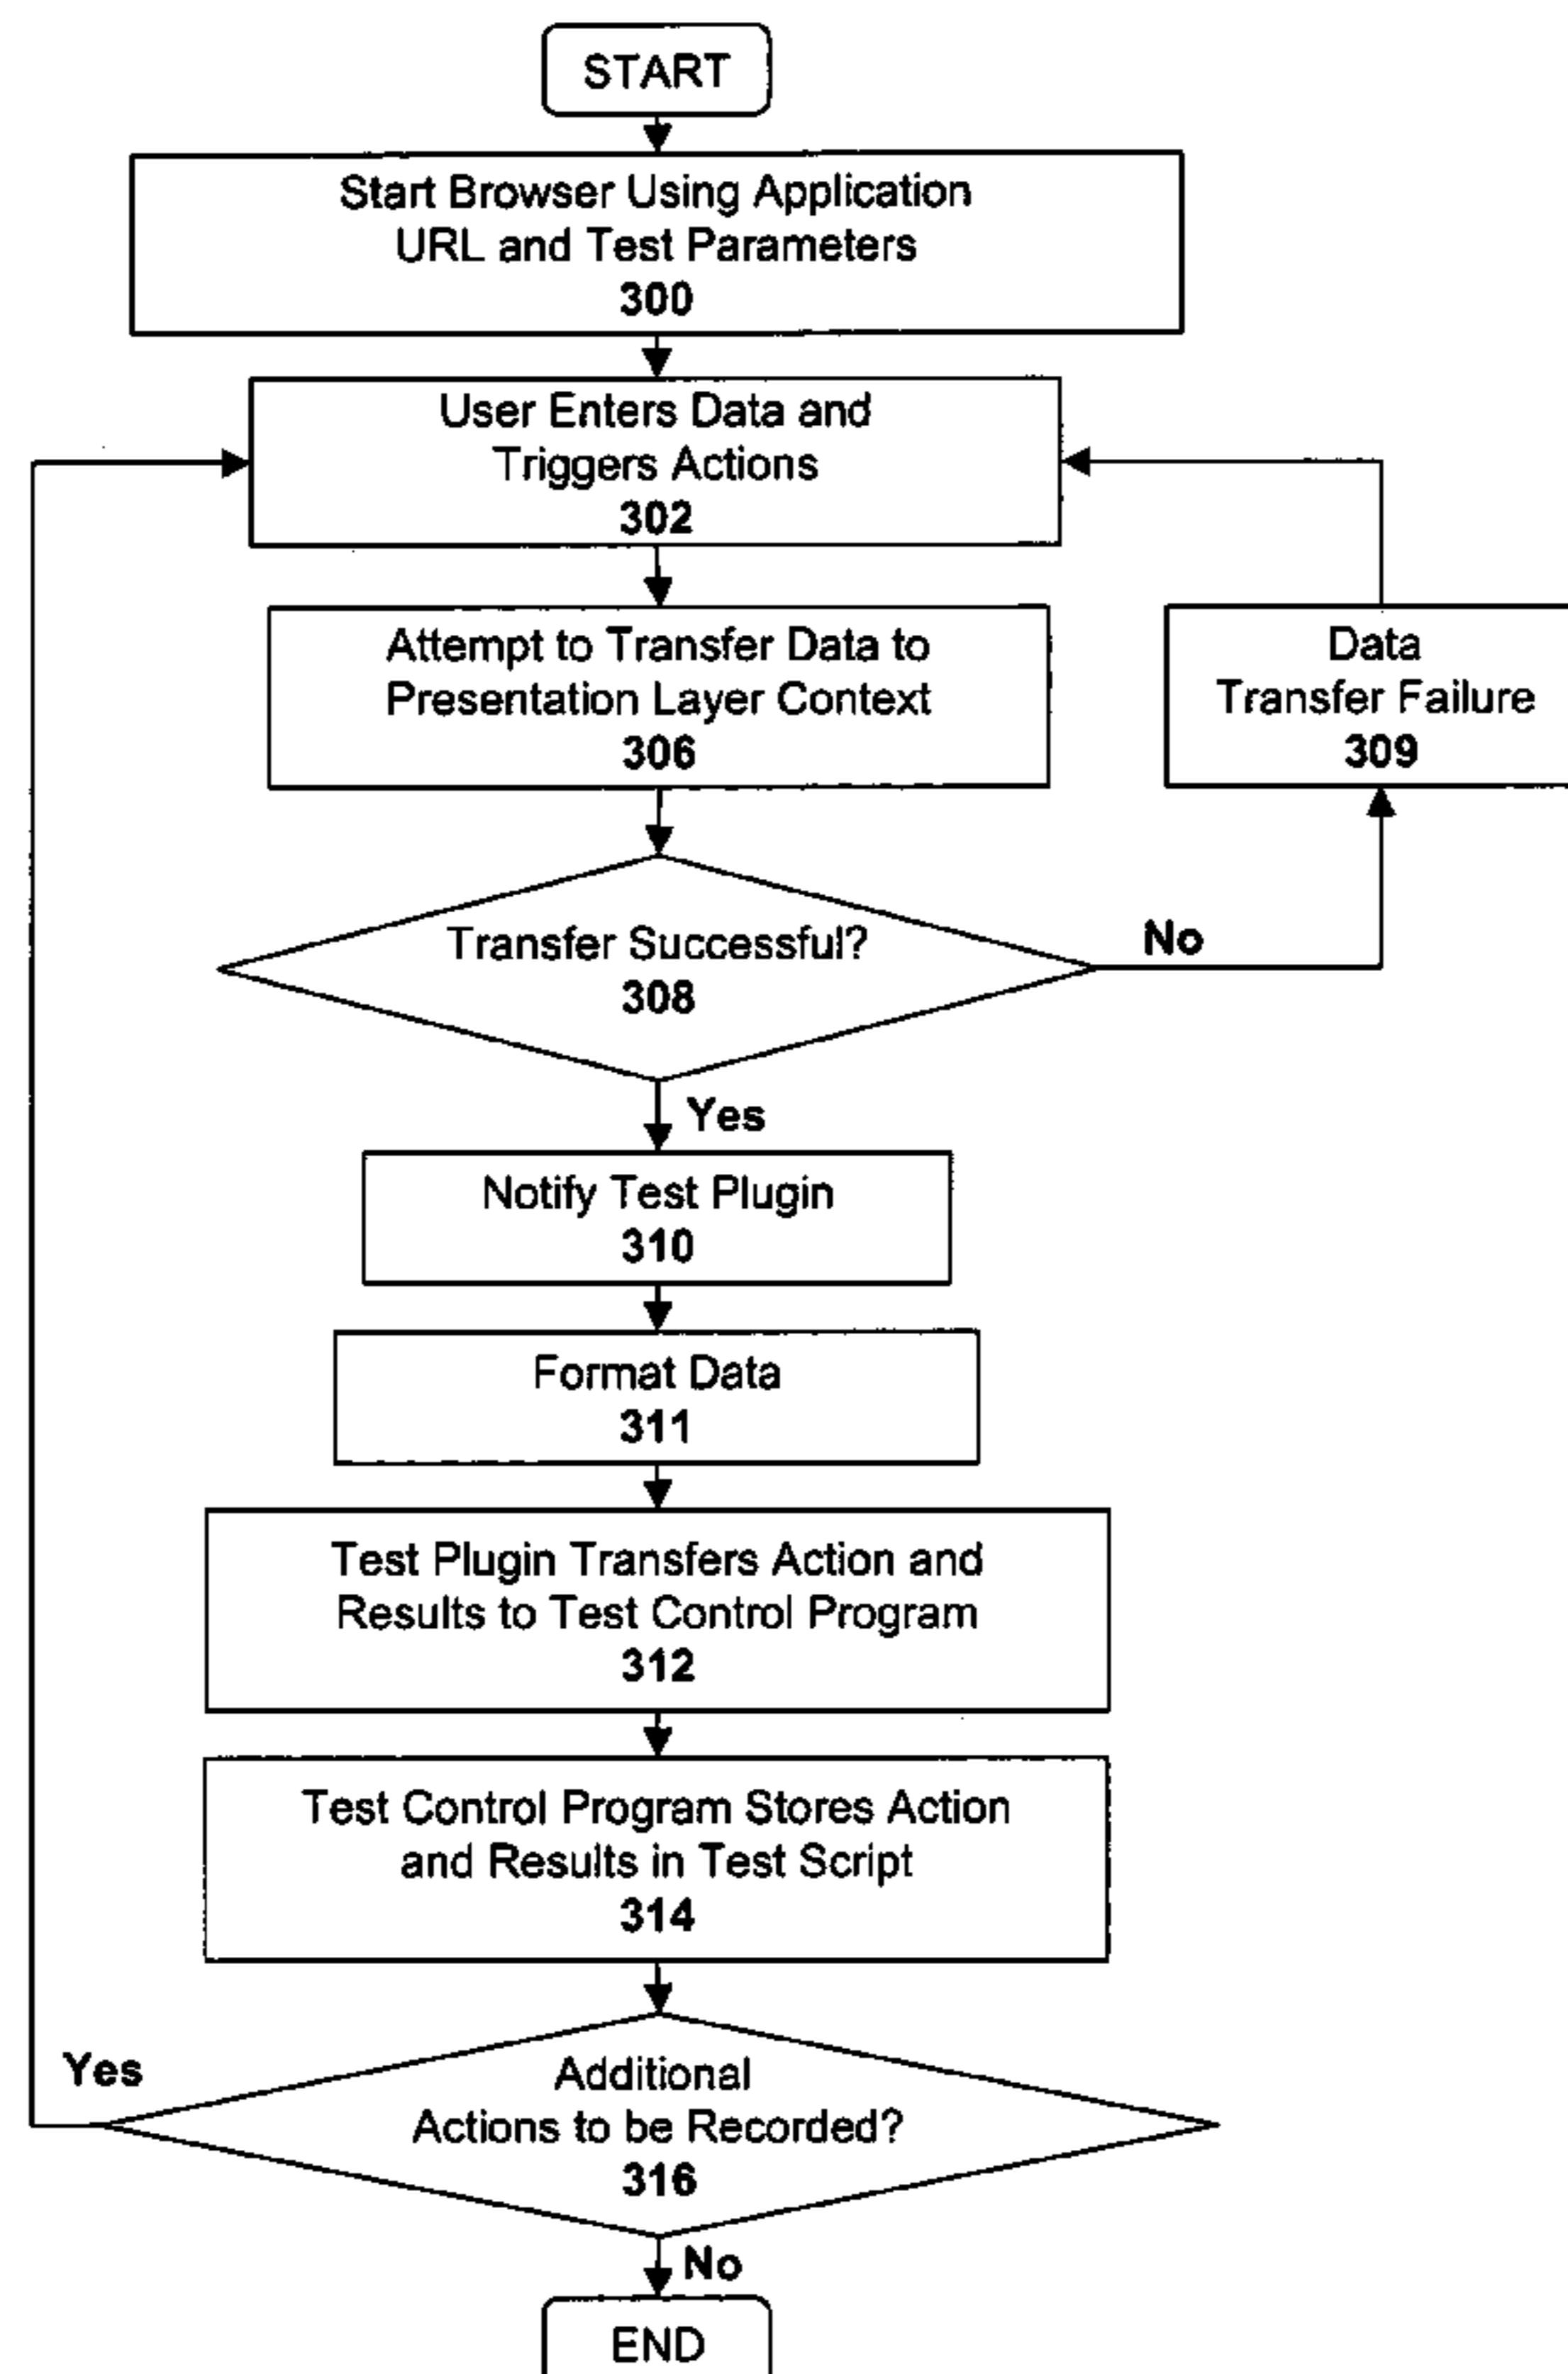 START
Start Browser Using Application
URL and Test Parameters
300
User Enters Data and
Triggers Actions
302
Attempt to Transfer Data to
Presentation Layer Context
306
Data
Transfer Failure
309
Transfer Successful?
308
No
Yes
Notify Test Plugin
310
Format Data
311
Test Plugin Transfers Action and
Results to Test Control Program
312
Test Control Program Stores Action
and Results in Test Script
314
Yes
Additional
Actions to be Recorded?
316
No
END